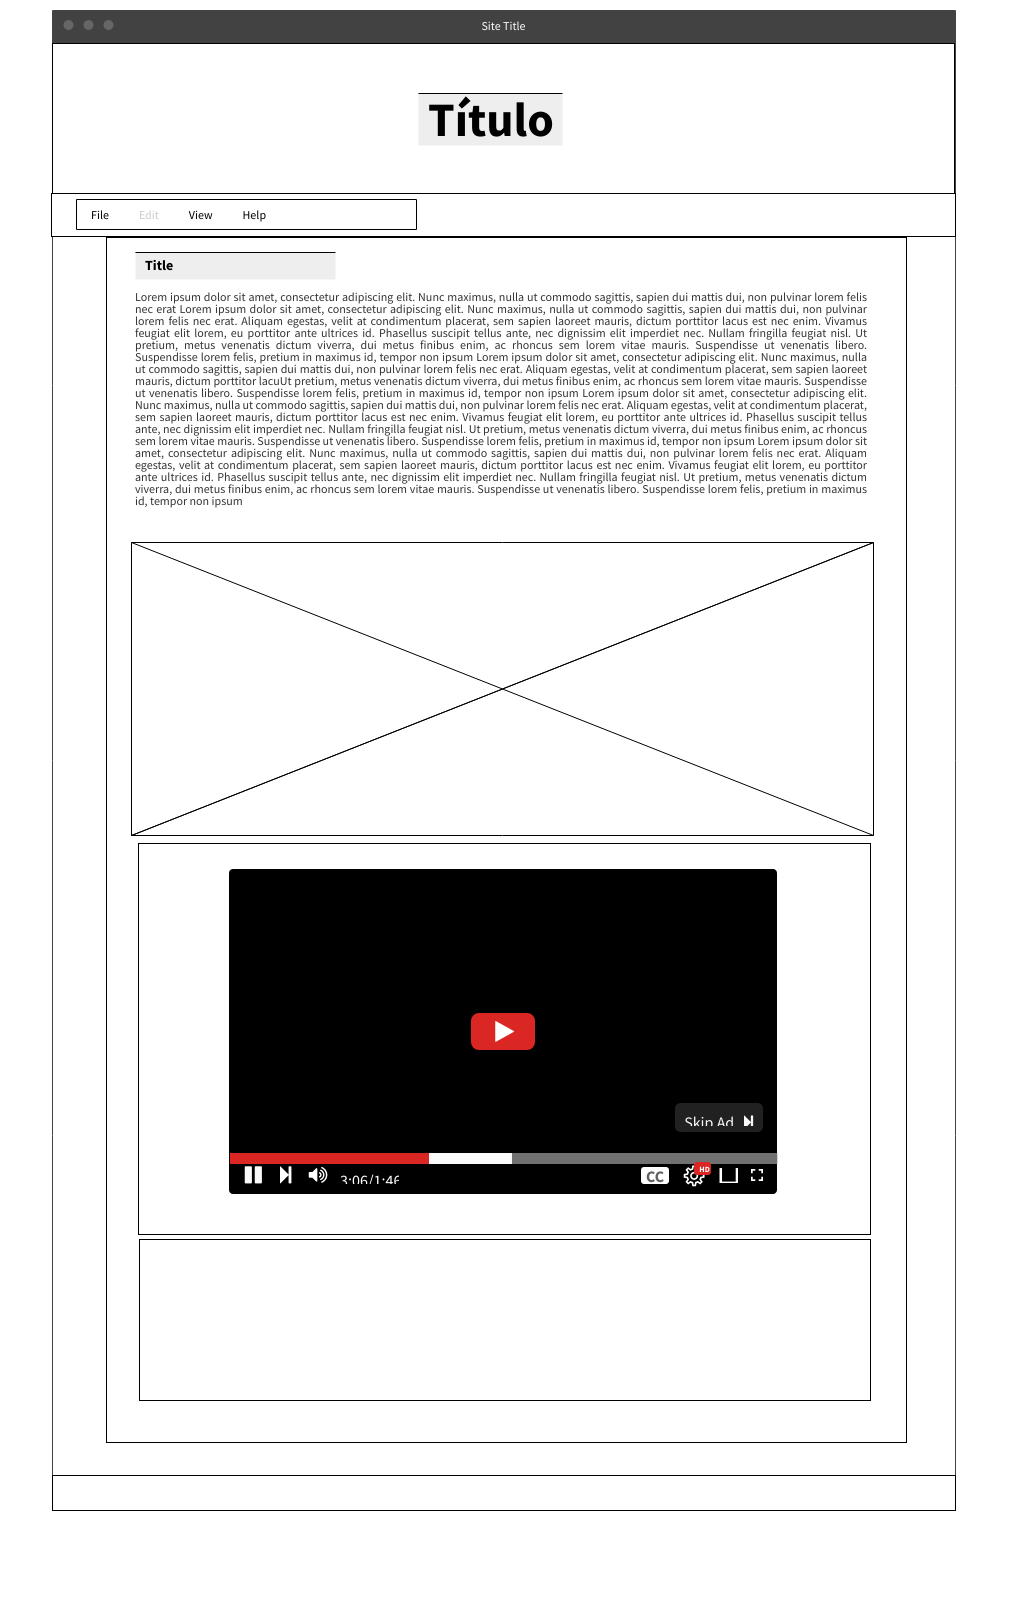 Site Title
Título
File Edit View Help
Title
Lorem ipsum dolor sit amet, consectetur adipiscing elit. Nunc maximus, nulla ut commodo sagittis, sapien dui mattis dui, non pulvinar lorem felis
nec erat Lorem ipsum dolor sit amet, consectetur adipiscing elit. Nunc maximus, nulla ut commodo sagittis, sapien dui mattis dui, non pulvinar
lorem felis nec erat. Aliquam egestas, velit at condimentum placerat, sem sapien laoreet mauris, dictum porttitor lacus est nec enim. Vivamus
feugiat elit lorem, eu porttitor ante ultrices id. Phasellus suscipit tellus ante, nec dignissim elit imperdiet nec. Nullam fringilla feugiat nisl. Ut
pretium, metus venenatis dictum viverra, dui metus finibus enim, ac rhoncus sem lorem vitae mauris. Suspendisse ut venenatis libero.
Suspendisse lorem felis, pretium in maximus id, tempor non ipsum Lorem ipsum dolor sit amet, consectetur adipiscing elit. Nunc maximus, nulla
ut commodo sagittis, sapien dui mattis dui, non pulvinar lorem felis nec erat. Aliquam egestas, velit at condimentum placerat, sem sapien laoreet
mauris, dictum porttitor lacuUt pretium, metus venenatis dictum viverra, dui metus finibus enim, ac rhoncus sem lorem vitae mauris. Suspendisse
ut venenatis libero. Suspendisse lorem felis, pretium in maximus id, tempor non ipsum Lorem ipsum dolor sit amet, consectetur adipiscing elit.
Nunc maximus, nulla ut commodo sagittis, sapien dui mattis dui, non pulvinar lorem felis nec erat. Aliquam egestas, velit at condimentum placerat,
sem sapien laoreet mauris, dictum porttitor lacus est nec enim. Vivamus feugiat elit lorem, eu porttitor ante ultrices id. Phasellus suscipit tellus
ante, nec dignissim elit imperdiet nec. Nullam fringilla feugiat nisl. Ut pretium, metus venenatis dictum viverra, dui metus finibus enim, ac rhoncus
sem lorem vitae mauris. Suspendisse ut venenatis libero. Suspendisse lorem felis, pretium in maximus id, tempor non ipsum Lorem ipsum dolor sit
amet, consectetur adipiscing elit. Nunc maximus, nulla ut commodo sagittis, sapien dui mattis dui, non pulvinar lorem felis nec erat. Aliquam
egestas, velit at condimentum placerat, sem sapien laoreet mauris, dictum porttitor lacus est nec enim. Vivamus feugiat elit lorem, eu porttitor
ante ultrices id. Phasellus suscipit tellus ante, nec dignissim elit imperdiet nec. Nullam fringilla feugiat nisl. Ut pretium, metus venenatis dictum
viverra, dui metus finibus enim, ac rhoncus sem lorem vitae mauris. Suspendisse ut venenatis libero. Suspendisse lorem felis, pretium in maximus
id, tempor non ipsum
Skip Ad
3:06/1:46
CC HD